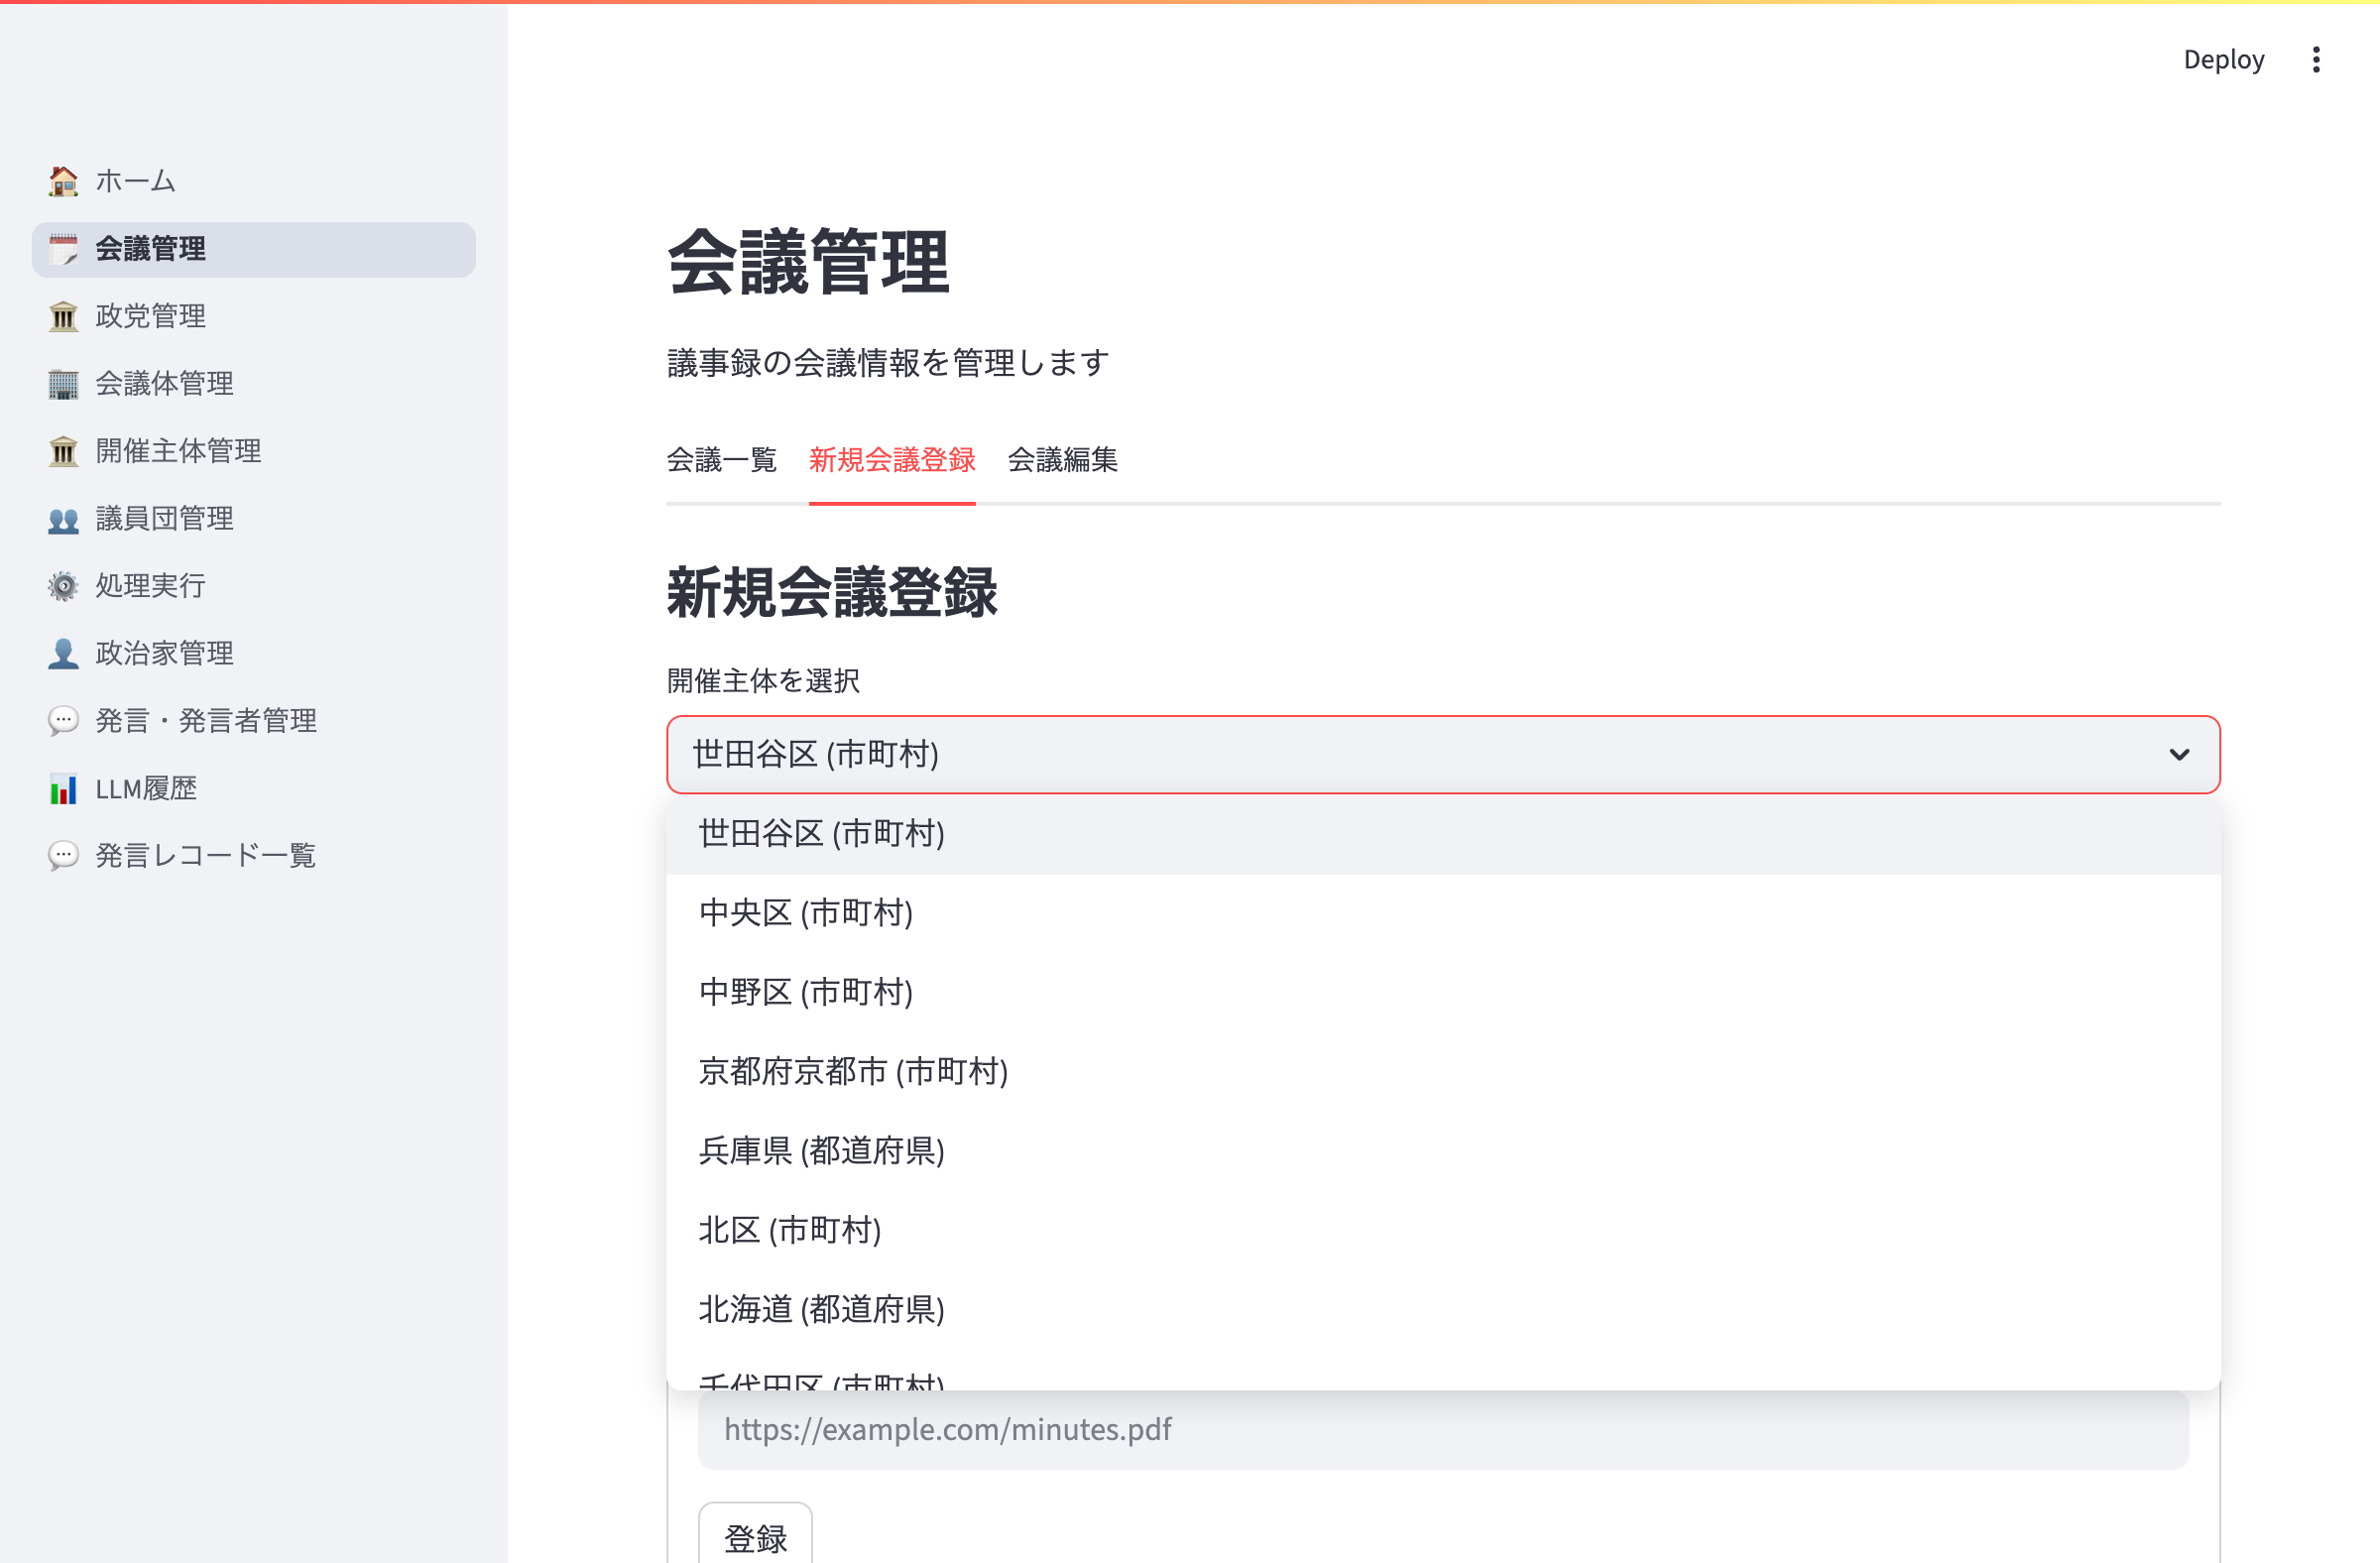 Deploy
ホーム
会議管理
政党管理
会議体管理
開催主体管理
議員団管理
処理実行
政治家管理
発言・発言者管理
LLM履歴
発言レコード一覧
会議管理
議事録の会議情報を管理します
会議一覧 新規会議登録 会議編集
新規会議登録
開催主体を選択
世田谷区 (市町村)
世田谷区 (市町村)
中央区 (市町村)
中野区 (市町村)
京都府京都市 (市町村)
兵庫県 (都道府県)
北区 (市町村)
北海道 (都道府県)
千代田区 (市町村)
https://example.com/minutes.pdf
登録